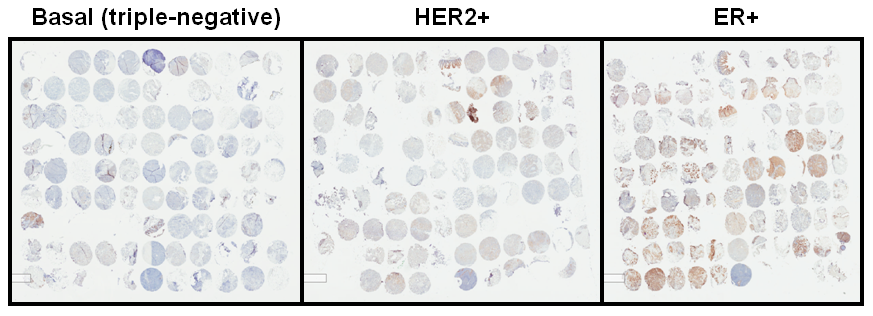 Basal (triple-negative)
HER2+
ER+